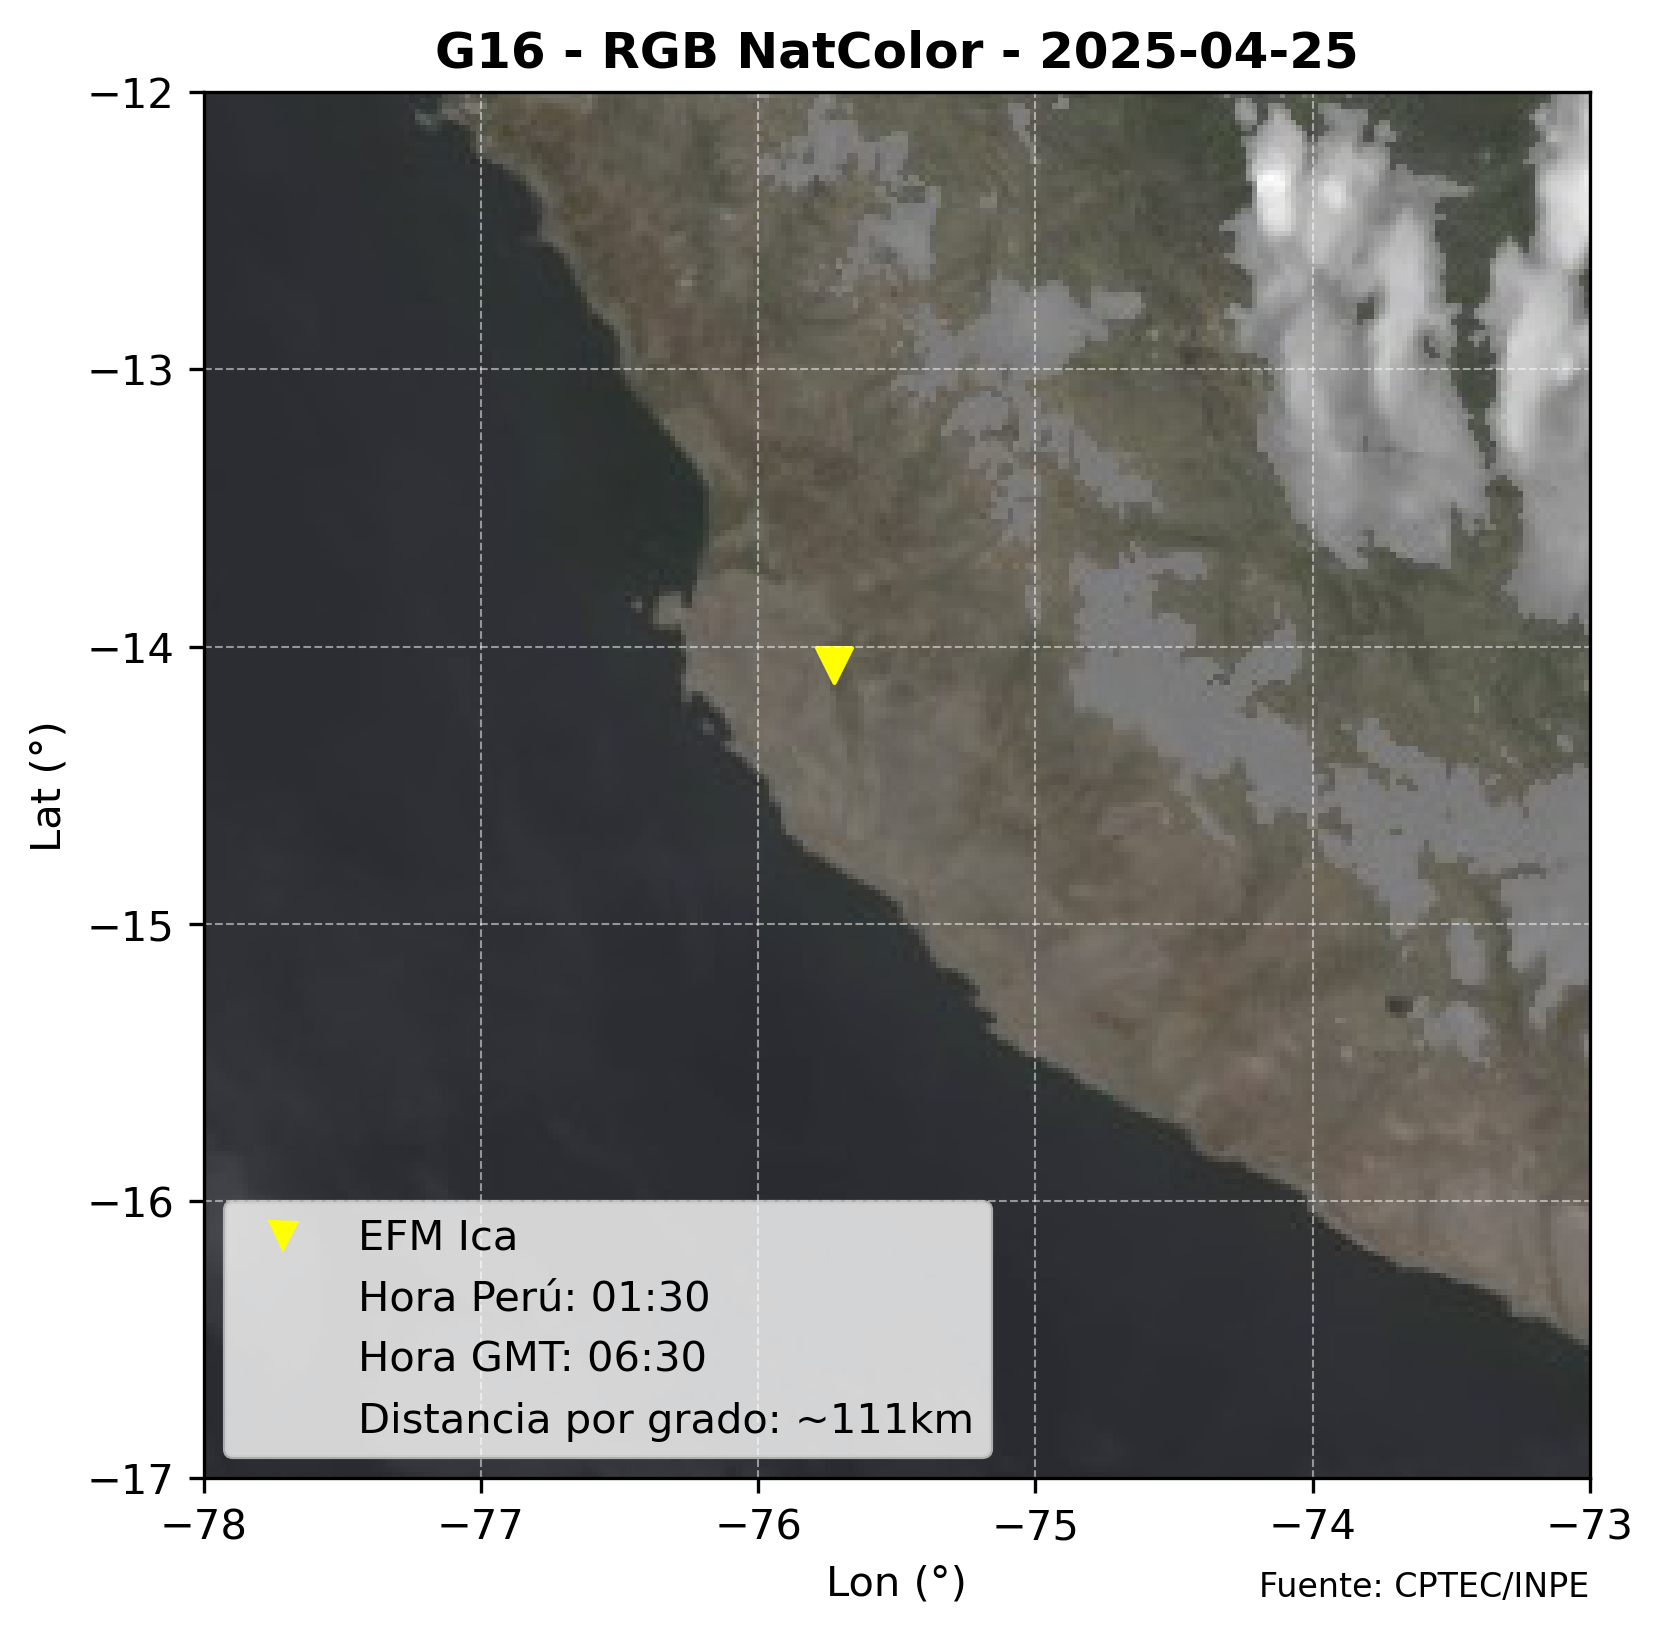 G16 - RGB NatColor - 2025-04-25
−12
−13
−14
−15
−16
−17
Lat (°)
EFM Ica
Hora Perú: 01:30
Hora GMT: 06:30
Distancia por grado: ~111km
−78 −77 −76 −75 −74 −73
Lon (°)
Fuente: CPTEC/INPE